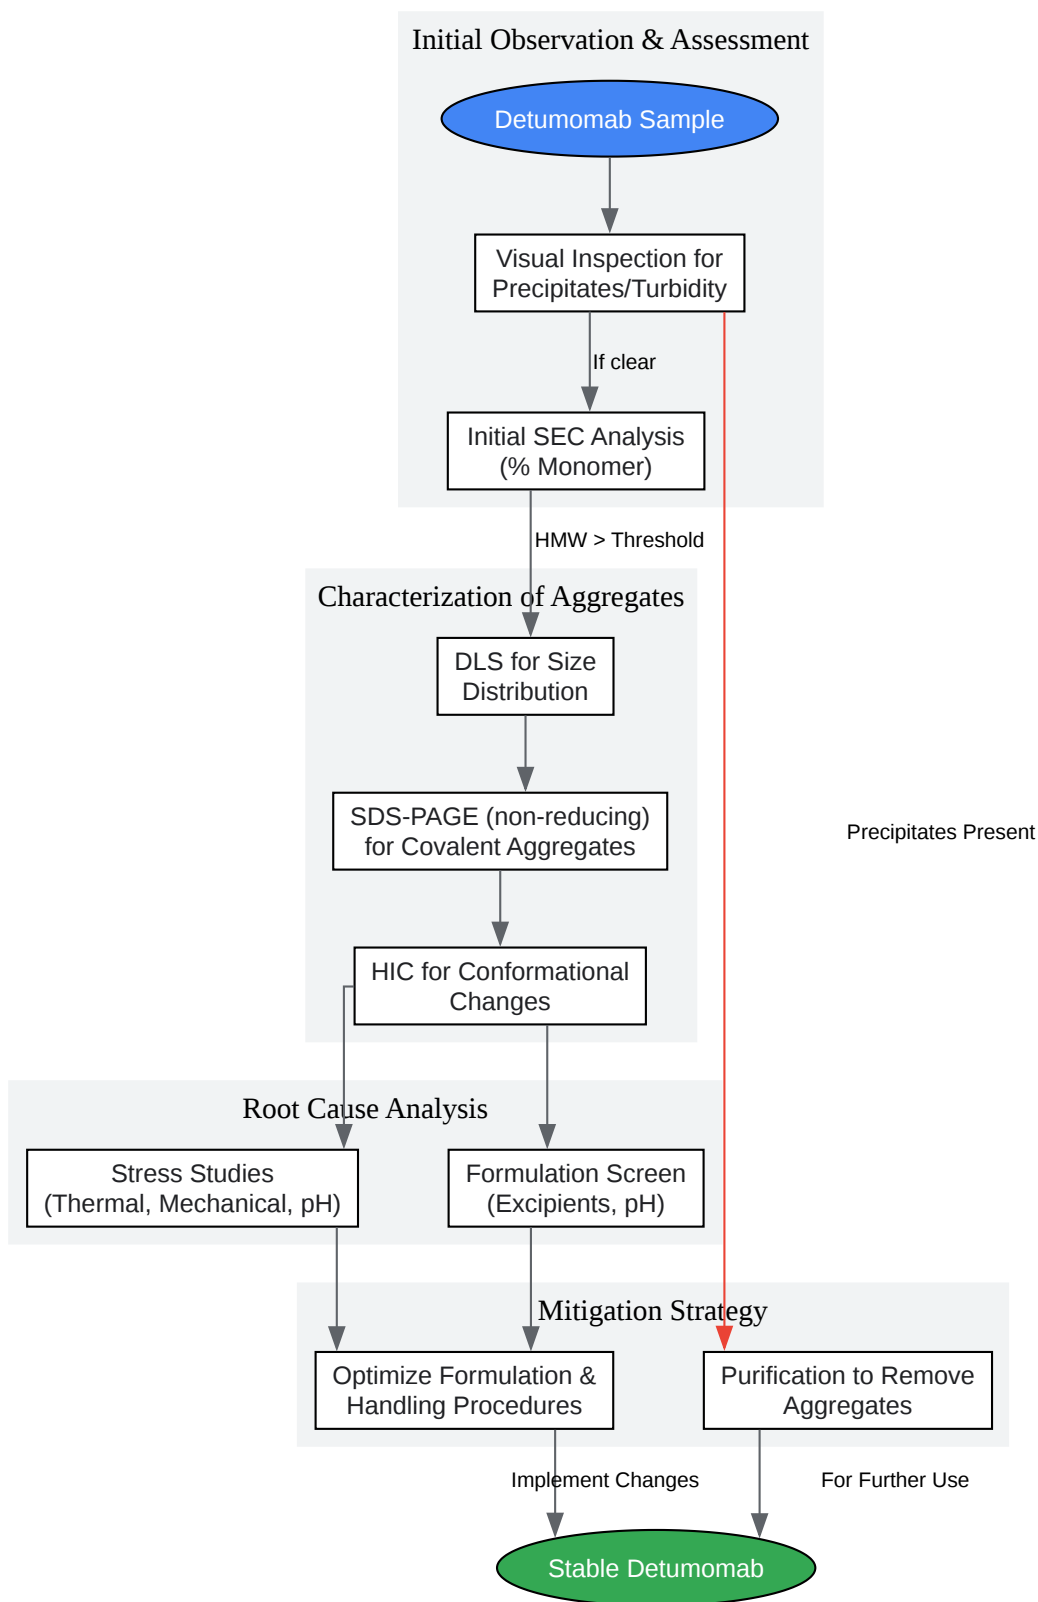 Initial Observation & Assessment
Detumomab Sample
Visual Inspection for
Precipitates/Turbidity
If clear
Initial SEC Analysis
(% Monomer)
HMW > Threshold
Characterization of Aggregates
DLS for Size
Distribution
SDS-PAGE (non-reducing)
for Covalent Aggregates
Precipitates Present
HIC for Conformational
Changes
Root Cause Analysis
Stress Studies
(Thermal, Mechanical, pH)
Formulation Screen
(Excipients, pH)
Mitigation Strategy
Optimize Formulation &
Handling Procedures
Purification to Remove
Aggregates
Implement Changes
For Further Use
Stable Detumomab